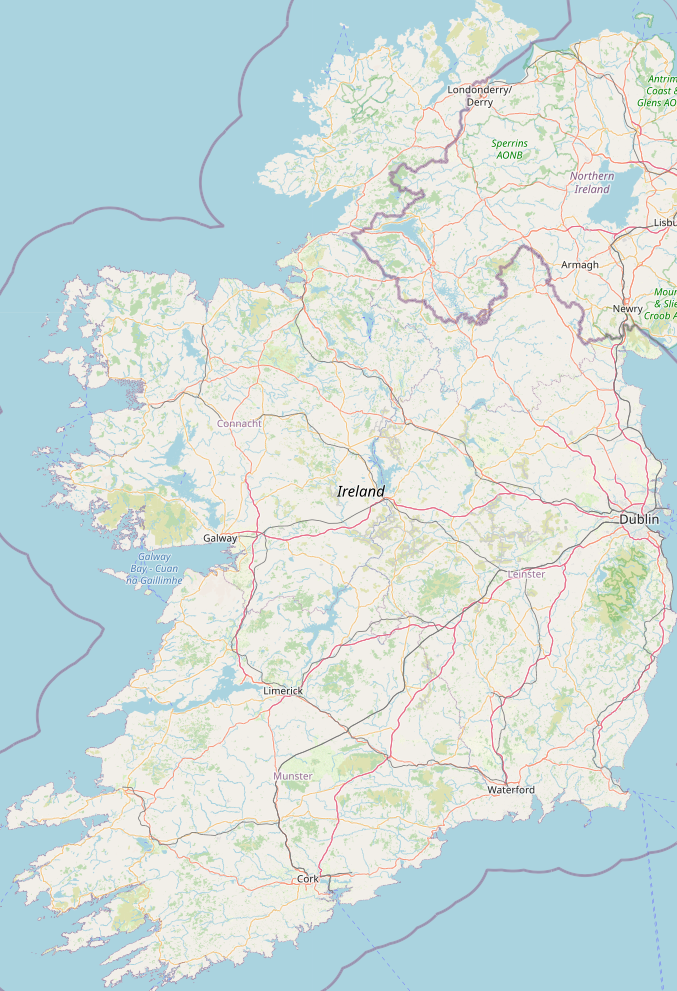 Londonderry/
Derry
Antrim
Coast &
Glens AO
Sperrins
AONB
Northern
Ireland
Lisbu
Armagh
Mour
& Slie
Croob A
Newry
Connacht
Ireland
Galway
Dublin
Galway
Bay - Cuan
na Gaillimhe
Leinster
Limerick
Munster
Waterford
Cork